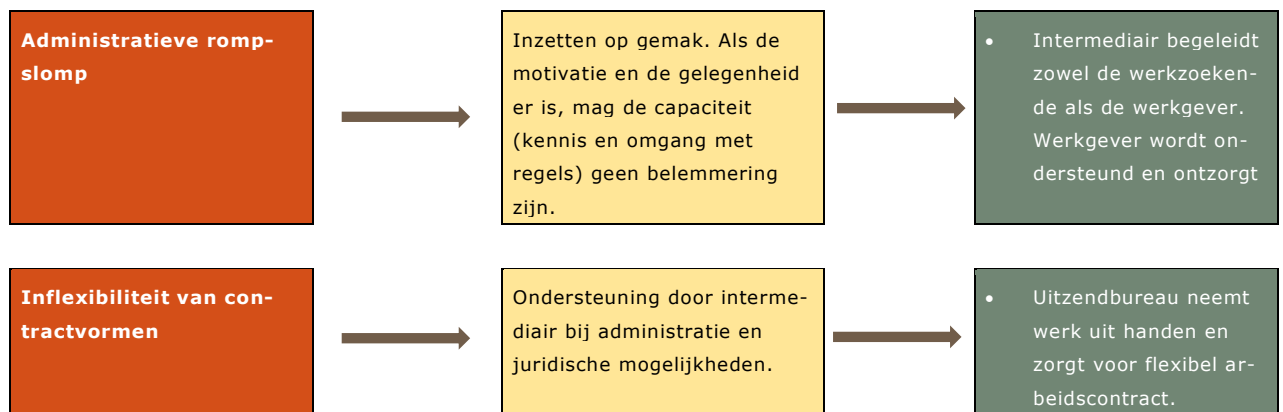 Administratieve romp-
slomp
Inzetten op gemak. Als de
motivatie en de gelegenheid
er is, mag de capaciteit
(kennis en omgang met
regels) geen belemmering
zijn.
• Intermediair begeleidt
zowel de werkzoeken-
de als de werkgever.
Werkgever wordt on-
dersteund en ontzorgt
Inflexibiliteit van con-
tractvormen
Ondersteuning door interme-
diair bij administratie en
juridische mogelijkheden.
• Uitzendbureau neemt
werk uit handen en
zorgt voor flexibel ar-
beidscontract.